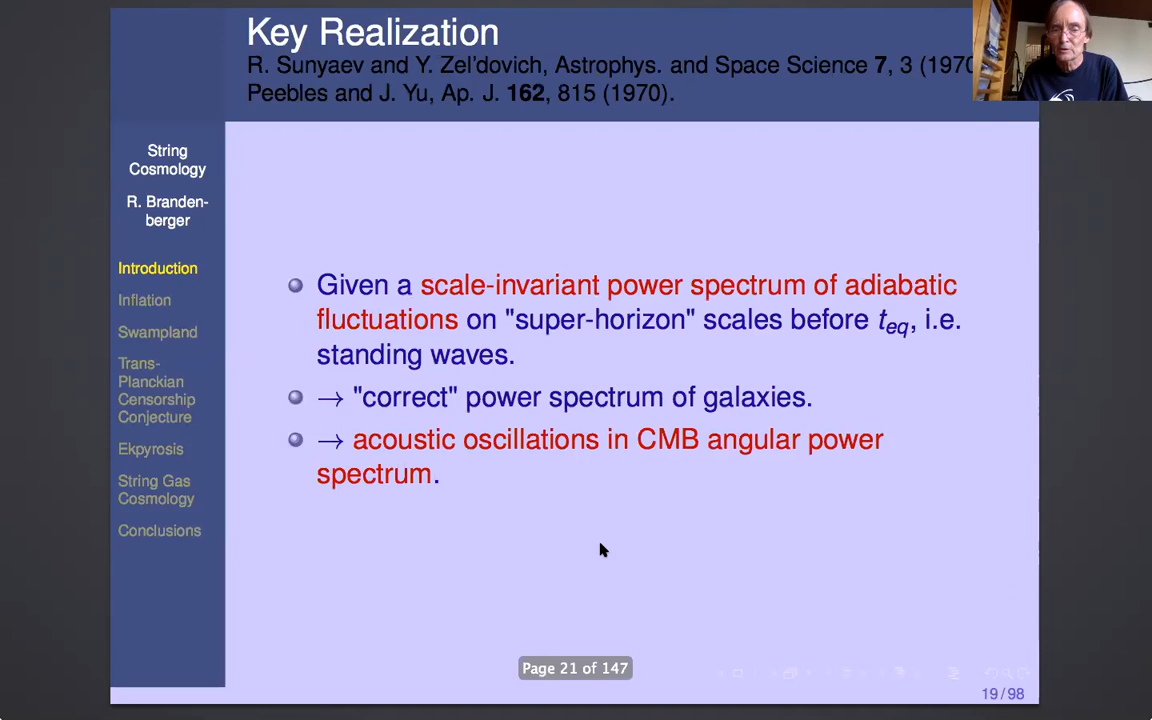 Key Realization
R. Sunyaev and Y. Zel'dovich, Astrophys. and Space Science 7, 3 (1970
Peebles and J. Yu, Ap. J. 162, 815 (1970).
String
Cosmology
R. Branden-
berger
Introduction
Inflation
Swampland
Trans-
Planckian
Censorship
Conjecture
Ekpyrosis
String Gas
Cosmology
Conclusions
Given a scale-invariant power spectrum of adiabatic
fluctuations on "super-horizon" scales before t_eq, i.e.
standing waves.
→ "correct" power spectrum of galaxies.
→ acoustic oscillations in CMB angular power
spectrum.
Page 21 of 147
19/98